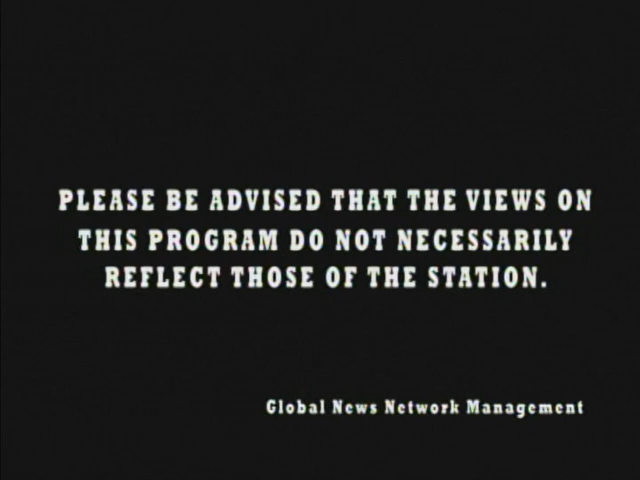 PLEASE BE ADVISED THAT THE VIEWS ON
THIS PROGRAM DO NOT NECESSARILY
REFLECT THOSE OF THE STATION.
Global News Network Management